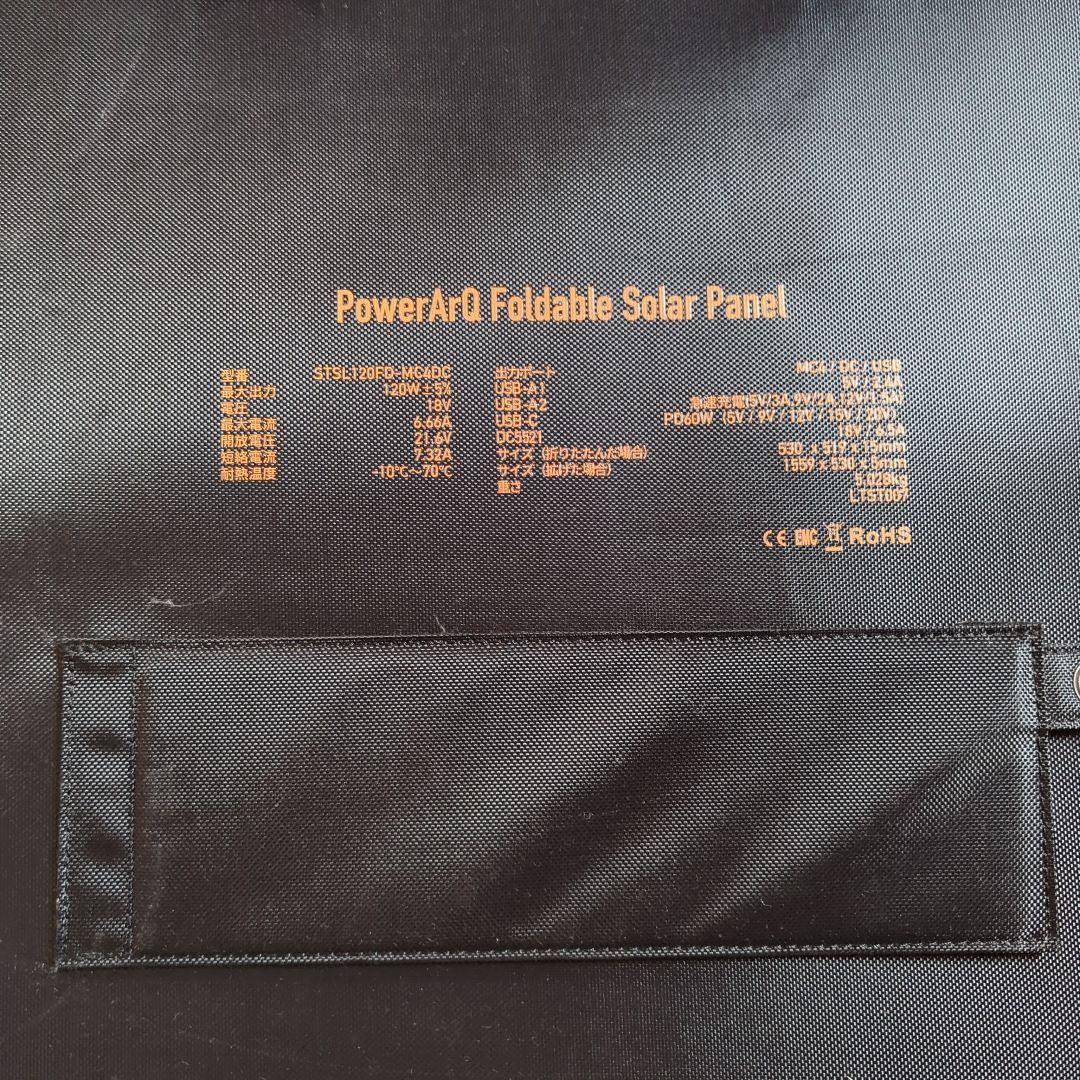 PowerArQ Foldable Solar Panel
型番 STSL120FD-MC4DC
最大出力 120W±5%
電圧 18V
最大電流 6.66A
開放電圧 21.6V
短絡電流 7.32A
耐熱温度 -10℃~70℃
出力ポート MC4 / DC / USB
USB-A1 5V / 2.4A
USB-A2 急速充電(5V/3A,9V/2A,12V/1.5A)
USB-C PD60W (5V / 9V / 12V / 15V / 20V)
DC5521 18V / 6.5A
サイズ (折りたたんだ場合) 530 x 519 x 15mm
サイズ (拡げた場合) 1559 x 530 x 5mm
重さ 5.028kg
LTST007
CE EMC RoHS